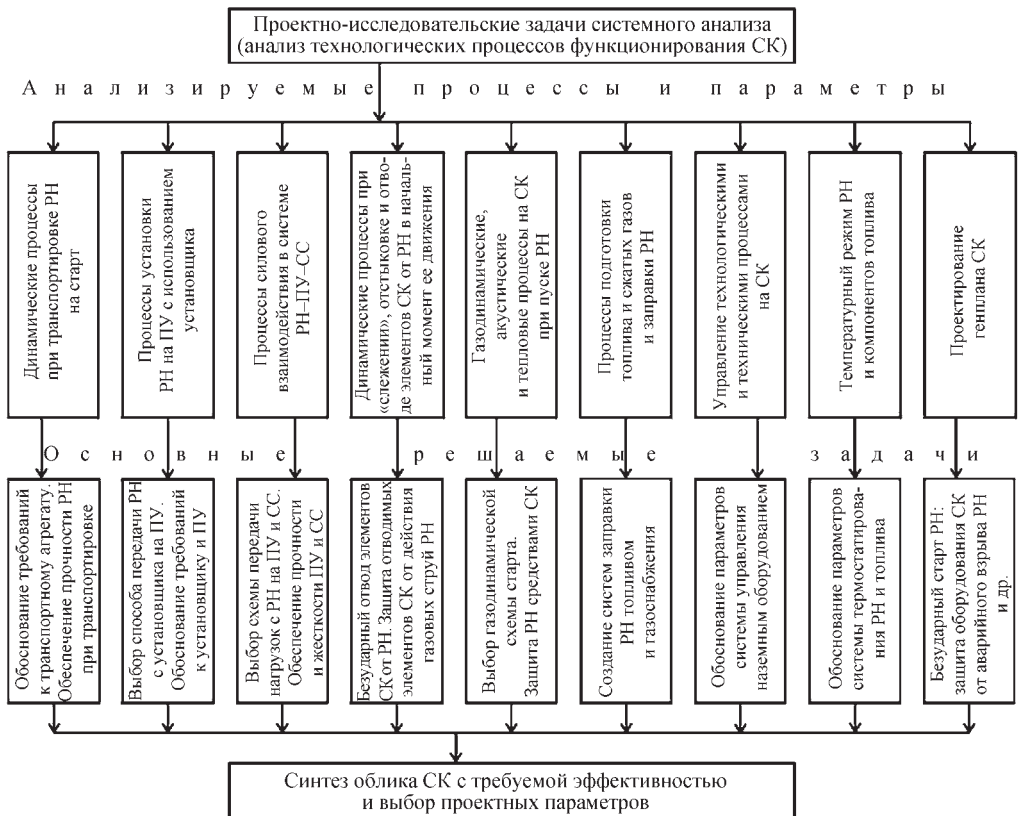 Проектно-исследовательские задачи системного анализа
(анализ технологических процессов функционирования СК)
Анализируемые процессы и параметры
Динамические процессы
при транспортировке РН
на старт
Процессы установки
РН на ПУ с использованием
установщика
Процессы силового
взаимодействия в системе
РН–ПУ–СС
Динамические процессы при
«слежении», отстыковке и отво-
де элементов СК от РН в началь-
ный момент ее движения
Газодинамические,
акустические
и тепловые процессы на СК
при пуске РН
Процессы подготовки
топлива и сжатых газов
и заправки РН
Управление технологическими
и техническими процессами
на СК
Температурный режим РН
и компонентов топлива
Проектирование
генплана СК
Основные решаемые задачи
Обоснование требований
к транспортному агрегату.
Обеспечение прочности РН
при транспортировке
Выбор способа передачи РН
с установщика на ПУ.
Обоснование требований
к установщику и ПУ
Выбор схемы передачи
нагрузок с РН на ПУ и СС.
Обеспечение прочности
и жесткости ПУ и СС
Безударный отвод элементов
СК от РН. Защита отводимых
элементов СК от действия
газовых струй РН
Выбор газодинамической
схемы старта.
Защита РН средствами СК
Создание систем заправки
РН топливом
и газоснабжения
Обоснование параметров
системы управления
наземным оборудованием
Обоснование параметров
системы термостатирова-
ния РН и топлива
Безударный старт РН:
защита оборудования СК
от аварийного взрыва РН
и др.
Синтез облика СК с требуемой эффективностью
и выбор проектных параметров